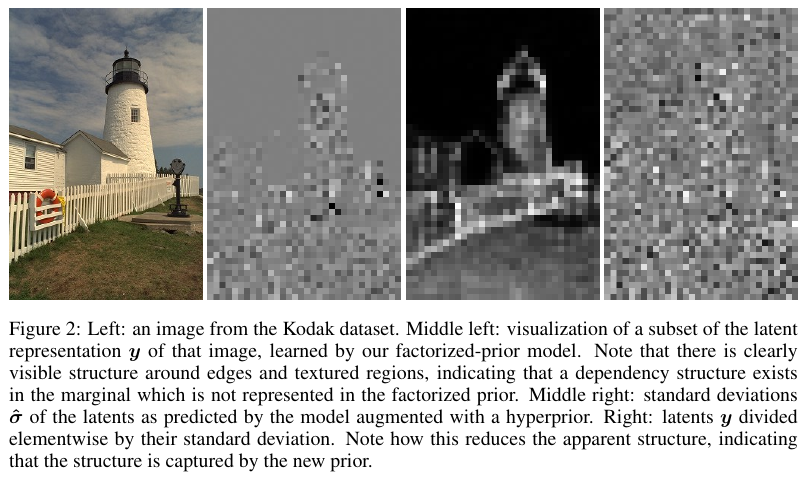 Figure 2: Left: an image from the Kodak dataset. Middle left: visualization of a subset of the latent
representation y of that image, learned by our factorized-prior model. Note that there is clearly
visible structure around edges and textured regions, indicating that a dependency structure exists
in the marginal which is not represented in the factorized prior. Middle right: standard deviations
σ̂ of the latents as predicted by the model augmented with a hyperprior. Right: latents y divided
elementwise by their standard deviation. Note how this reduces the apparent structure, indicating
that the structure is captured by the new prior.